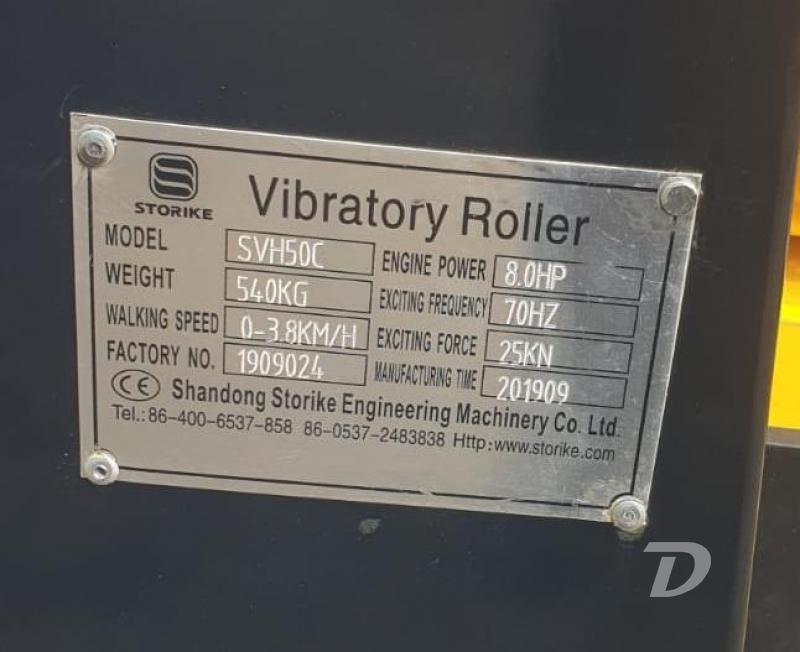 STORIKE
Vibratory Roller
MODEL SVH50C ENGINE POWER 8.0HP
WEIGHT 540KG EXCITING FREQUENCY 70HZ
WALKING SPEED 0-3.8KM/H EXCITING FORCE 25KN
FACTORY NO. 1909024 MANUFACTURING TIME 201909
CE Shandong Storike Engineering Machinery Co. Ltd.
Tel.:86-400-6537-858 86-0537-2483838 Http:www.storike.com
D